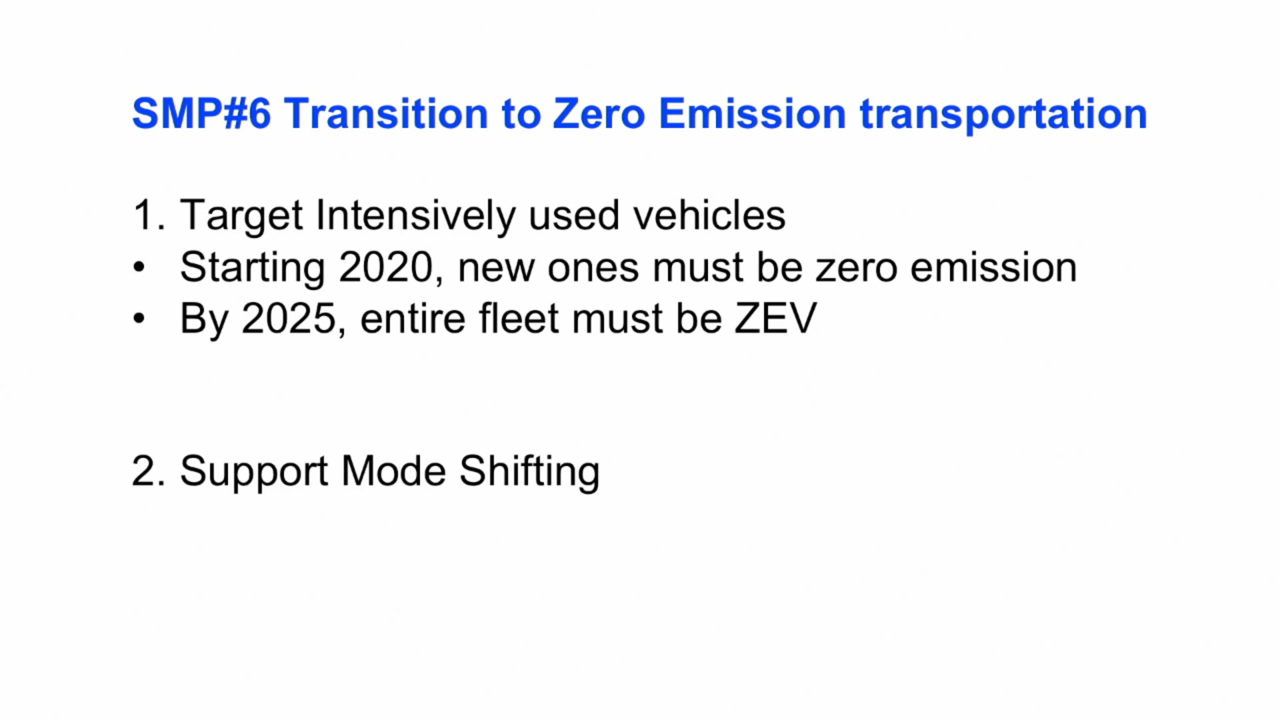 SMP#6 Transition to Zero Emission transportation
1. Target Intensively used vehicles
• Starting 2020, new ones must be zero emission
• By 2025, entire fleet must be ZEV
2. Support Mode Shifting